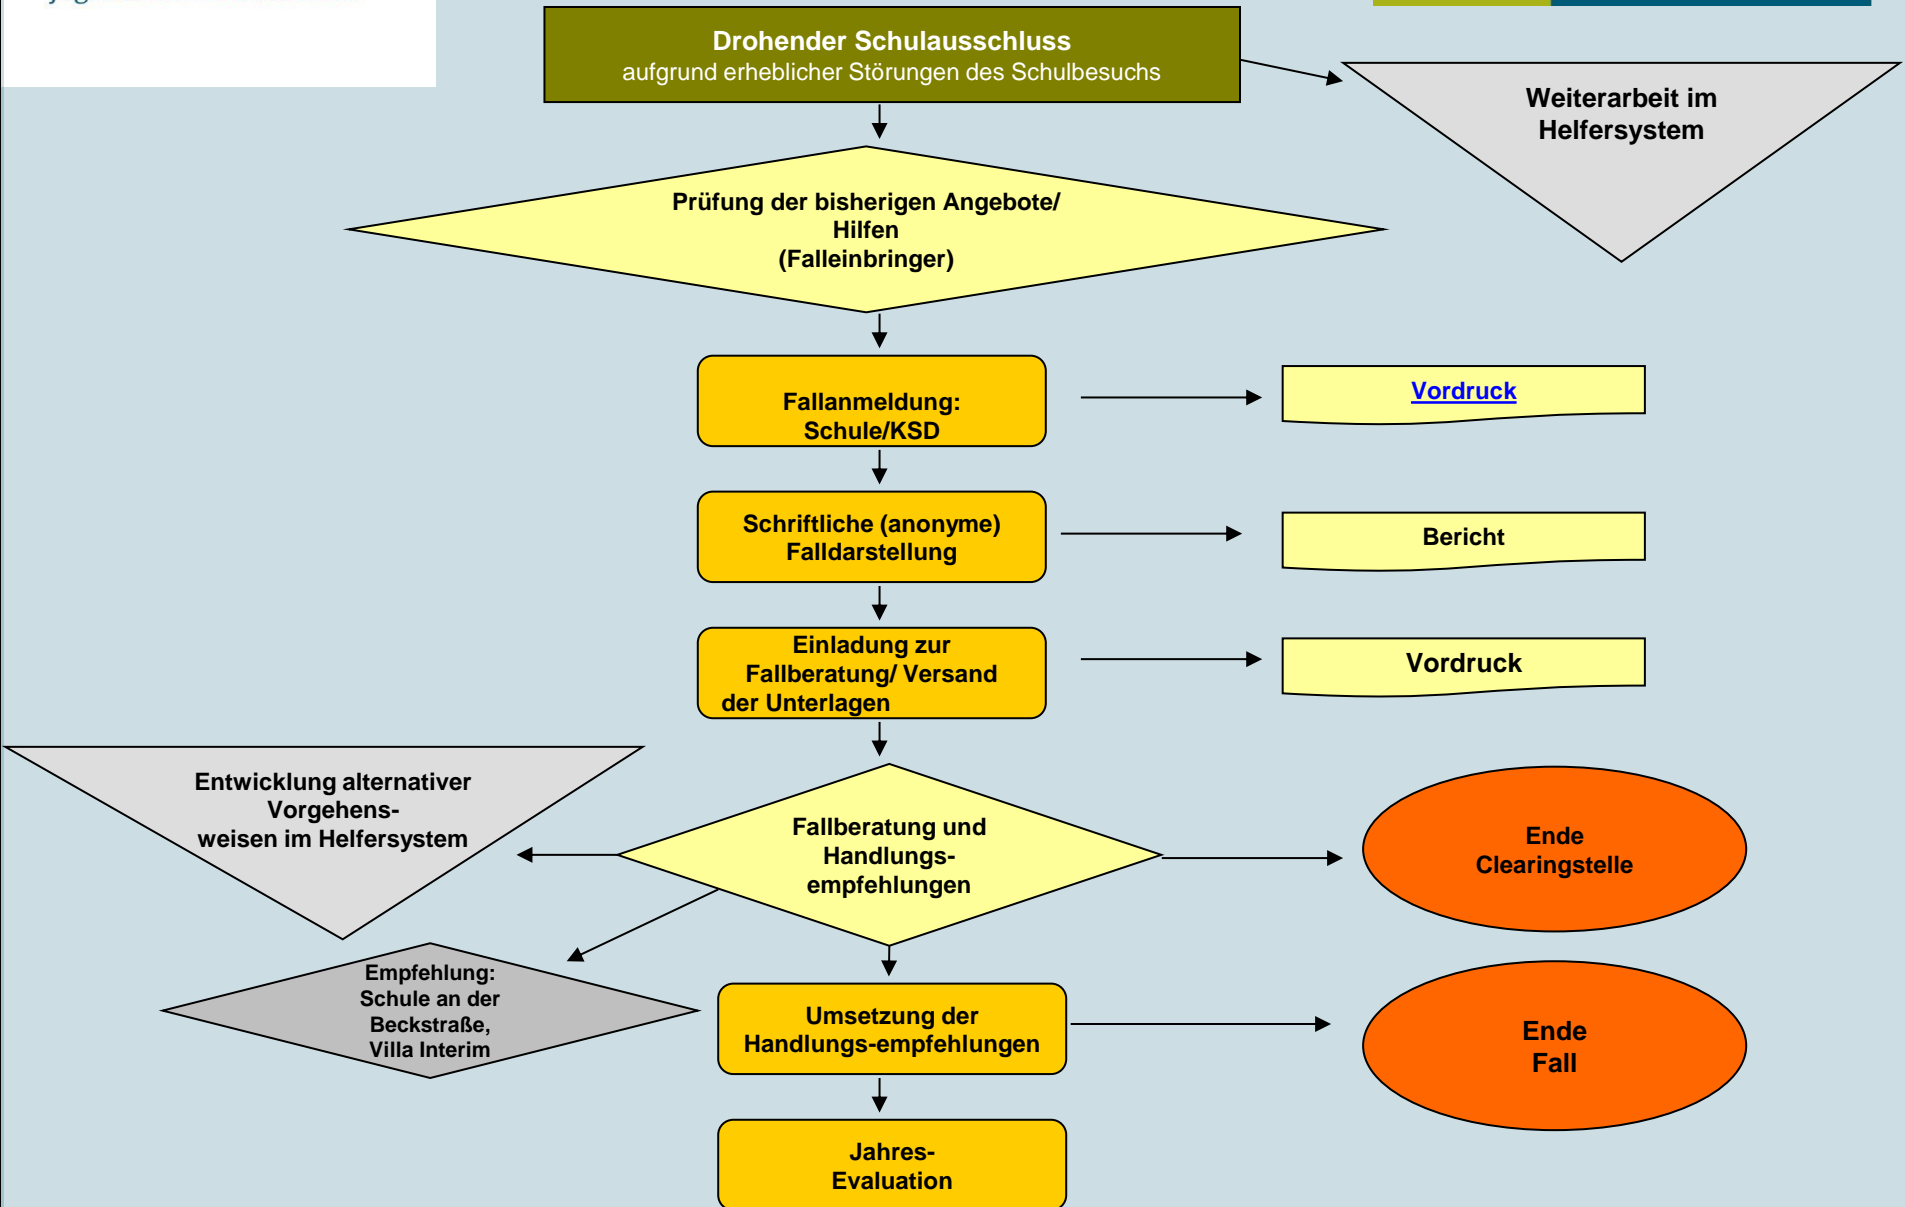 Drohender Schulausschluss
aufgrund erheblicher Störungen des Schulbesuchs
Weiterarbeit im
Helfersystem
Prüfung der bisherigen Angebote/
Hilfen
(Falleinbringer)
Fallanmeldung:
Schule/KSD
Vordruck
Schriftliche (anonyme)
Falldarstellung
Bericht
Einladung zur
Fallberatung/ Versand
der Unterlagen
Vordruck
Entwicklung alternativer
Vorgehens-
weisen im Helfersystem
Fallberatung und
Handlungs-
empfehlungen
Ende
Clearingstelle
Empfehlung:
Schule an der
Beckstraße,
Villa Interim
Umsetzung der
Handlungs-empfehlungen
Ende
Fall
Jahres-
Evaluation